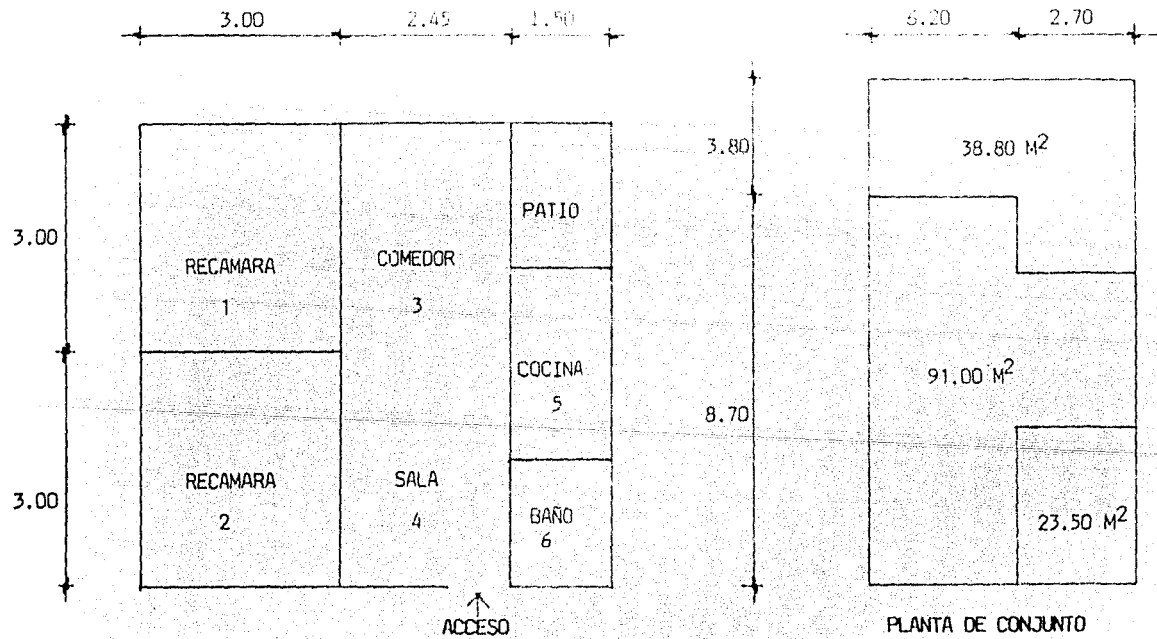 3.00 2.45 1.50
6.20 2.70
3.80
38.80 M2
3.00
PATIO
RECAMARA
1
COMEDOR
3
COCINA
5
91.00 M2
8.70
3.00
RECAMARA
2
SALA
4
BAÑO
6
23.50 M2
ACCESO
PLANTA DE CONJUNTO